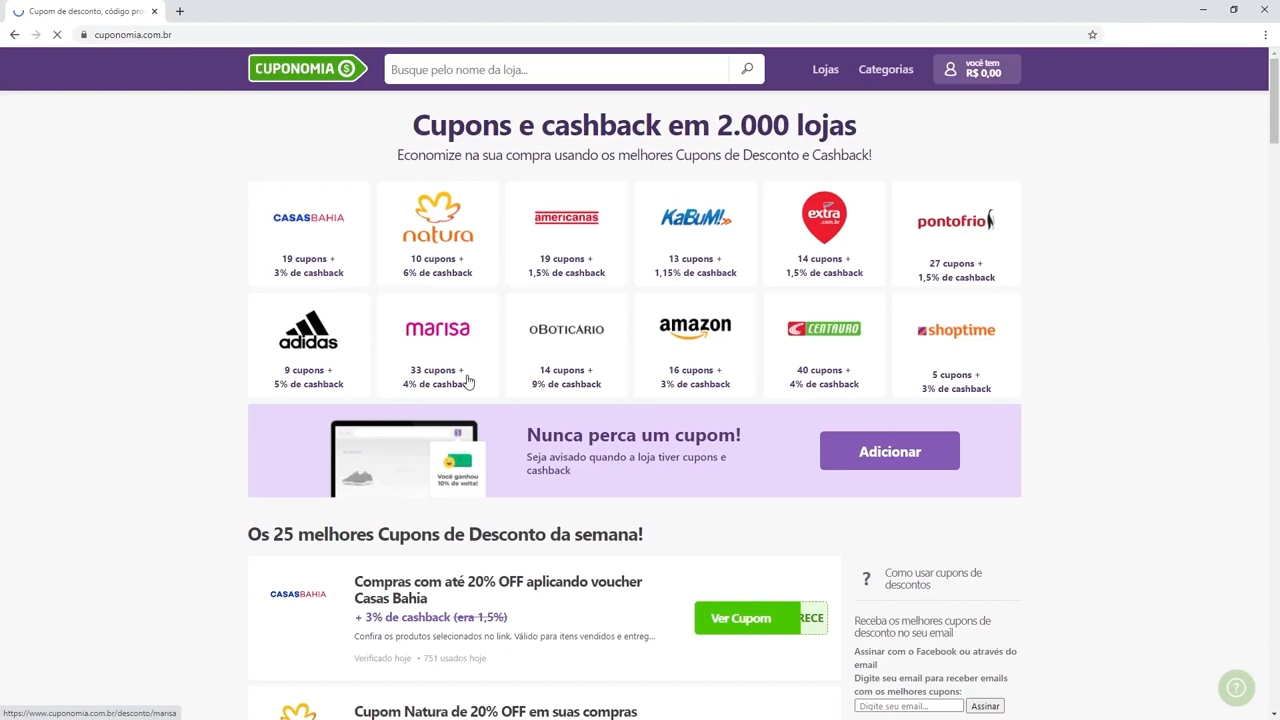 Cupom de desconto, código pro
cuponomia.com.br
CUPONOMIA $
Busque pelo nome da loja...
Lojas
Categorias
você tem
R$ 0,00
Cupons e cashback em 2.000 lojas
Economize na sua compra usando os melhores Cupons de Desconto e Cashback!
CASASBAHIA
natura
americanas
KaBuM!
extra
.com.br
pontofrio
19 cupons +
3% de cashback
10 cupons +
6% de cashback
19 cupons +
1,5% de cashback
13 cupons +
1,15% de cashback
14 cupons +
1,5% de cashback
27 cupons +
1,5% de cashback
adidas
marisa
oBOTICÁRIO
amazon
CENTAURO
shoptime
9 cupons +
5% de cashback
33 cupons +
4% de cashback
14 cupons +
9% de cashback
16 cupons +
3% de cashback
40 cupons +
4% de cashback
5 cupons +
3% de cashback
Você ganhou
10% de volta!
Nunca perca um cupom!
Seja avisado quando a loja tiver cupons e
cashback
Adicionar
Os 25 melhores Cupons de Desconto da semana!
CASASBAHIA
Compras com até 20% OFF aplicando voucher
Casas Bahia
+ 3% de cashback (era 1,5%)
Confira os produtos selecionados no link. Válido para itens vendidos e entreg...
Verificado hoje • 751 usados hoje
Ver Cupom
RECE
Cupom Natura de 20% OFF em suas compras
? Como usar cupons de
descontos
Receba os melhores cupons de
desconto no seu email
Assinar com o Facebook ou através do
email
Digite seu email para receber emails
com os melhores cupons:
Digite seu email...
Assinar
?
https://www.cuponomia.com.br/desconto/marisa